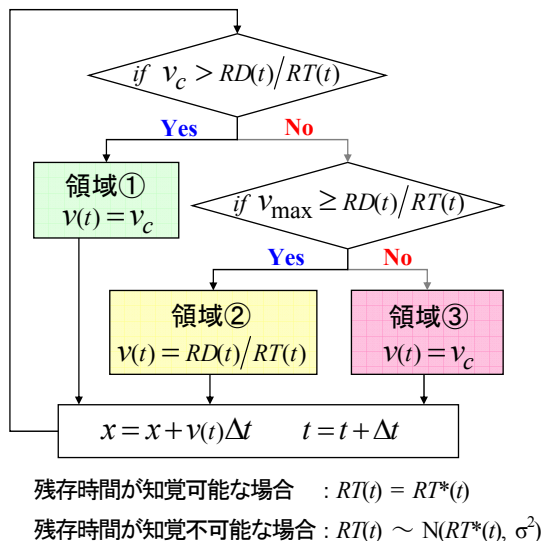 if v_c > RD(t)/RT(t)
Yes No
領域①
v(t) = v_c
if v_max ≥ RD(t)/RT(t)
Yes No
領域②
v(t) = RD(t)/RT(t)
領域③
v(t) = v_c
x = x + v(t)Δt t = t + Δt
残存時間が知覚可能な場合 : RT(t) = RT*(t)
残存時間が知覚不可能な場合 : RT(t) ~ N(RT*(t), σ²)